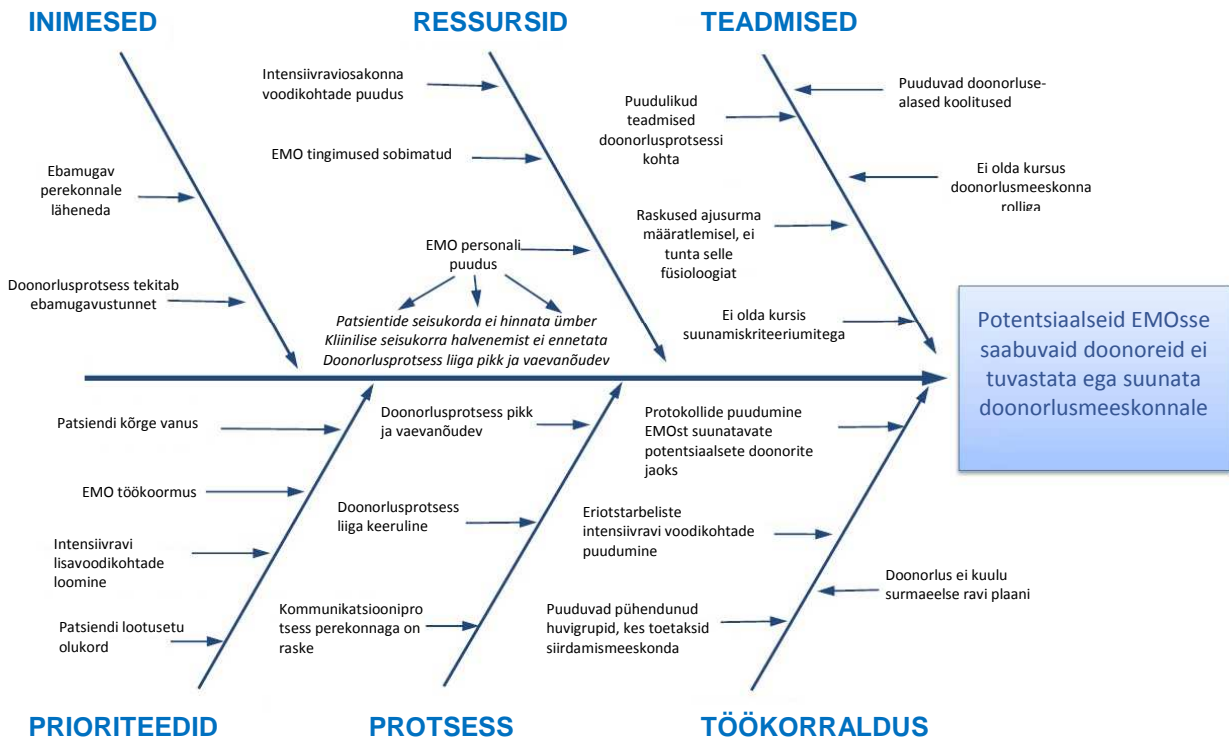 INIMESED
RESSURSID
TEADMISED
Ebamugav
perekonnale
läheneda
Doonorlusprotsess tekitab
ebamugavustunnet
Intensiivraviosakonna
voodikohtade puudus
EMO tingimused sobimatud
EMO personali
puudus
Patsientide seisukorda ei hinnata ümber
Kliinilise seisukorra halvenemist ei ennetata
Doonorlusprotsess liiga pikk ja vaevanõudev
Puudulikud
teadmised
doonorlusprotsessi
kohta
Raskused ajusurma
määratlemisel, ei
tunta selle
füsioloogiat
Ei olda kursis
suunamiskriteeriumitega
Puuduvad doonorluse-
alased koolitused
Ei olda kursus
doonorlusmeeskonna
rolliga
Potentsiaalseid EMOsse
saabuvaid doonoreid ei
tuvastata ega suunata
doonorlusmeeskonnale
Patsiendi kõrge vanus
EMO töökoormus
Intensiivravi
lisavoodikohtade
loomine
Patsiendi lootusetu
olukord
Doonorlusprotsess pikk
ja vaevanõudev
Doonorlusprotsess
liiga keeruline
Kommunikatsioonipro
tsess perekonnaga on
raske
Protokollide puudumine
EMOst suunatavate
potentsiaalsete doonorite
jaoks
Eriotstarbeliste
intensiivravi voodikohtade
puudumine
Puuduvad pühendunud
huvigrupid, kes toetaksid
siirdamismeeskonda
Doonorlus ei kuulu
surmaeelse ravi plaani
PRIORITEEDID
PROTSESS
TÖÖKORRALDUS